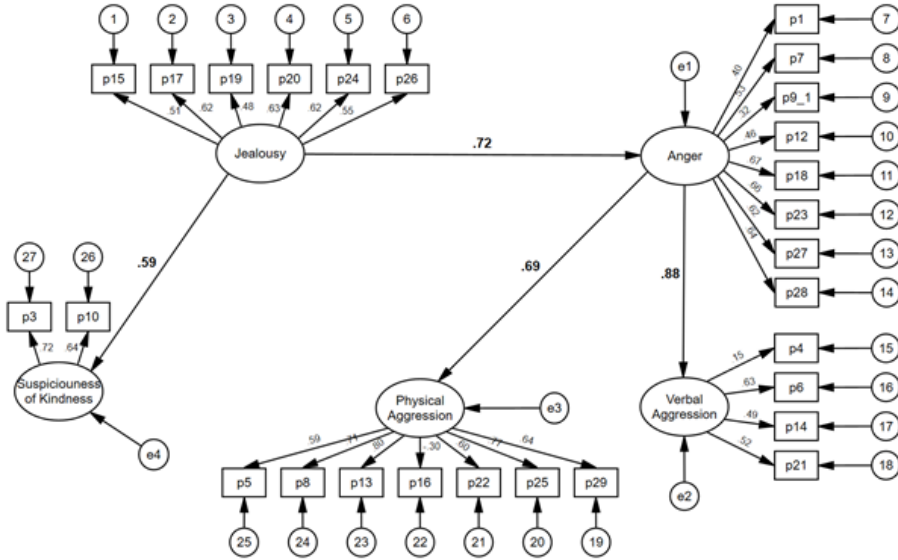 1
2
3
4
5
6
p15
p17
p19
p20
p24
p26
.51
.62
.48
.63
.62
.55
Jealousy
.72
e1
Anger
.40
.53
.32
.46
.67
.66
.62
.64
p1
7
p7
8
p9_1
9
p12
10
p18
11
p23
12
p27
13
p28
14
.59
.69
.88
27
26
p3
p10
.72
.64
Suspiciouness
of Kindness
e4
Physical
Aggression
e3
.59
.71
.80
-.30
.60
.77
.64
p5
p8
p13
p16
p22
p25
p29
25
24
23
22
21
20
19
Verbal
Aggression
e2
.15
.63
.49
.52
p4
15
p6
16
p14
17
p21
18